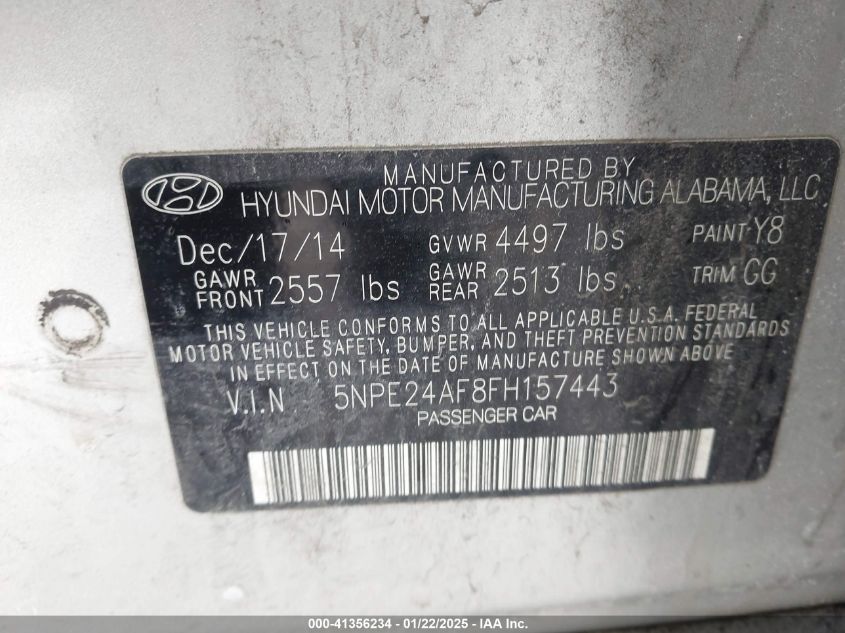 MANUFACTURED BY
HYUNDAI MOTOR MANUFACTURING ALABAMA, LLC
Dec/17/14 GVWR 4497 lbs PAINT Y8
GAWR FRONT 2557 lbs GAWR REAR 2513 lbs TRIM GG
THIS VEHICLE CONFORMS TO ALL APPLICABLE U.S.A. FEDERAL
MOTOR VEHICLE SAFETY, BUMPER, AND THEFT PREVENTION STANDARDS
IN EFFECT ON THE DATE OF MANUFACTURE SHOWN ABOVE
V.I.N 5NPE24AF8FH157443
PASSENGER CAR
000-41356234 - 01/22/2025 - IAA Inc.